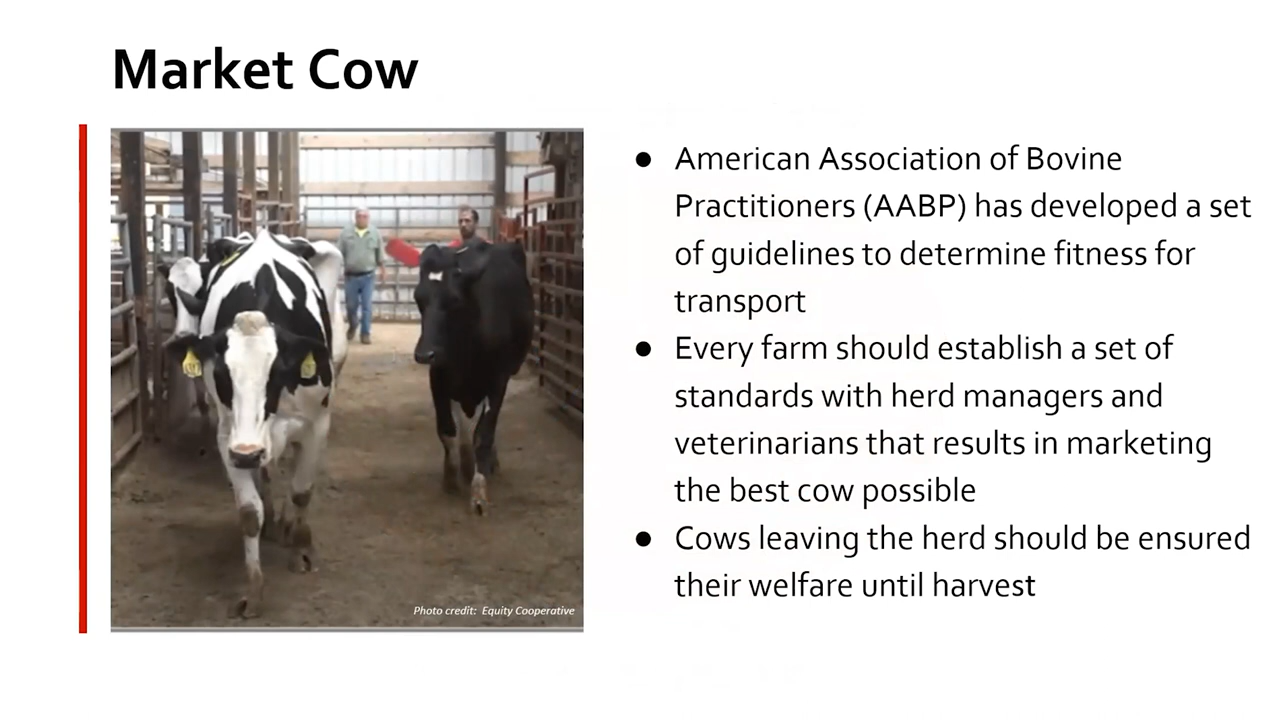 Market Cow
● American Association of Bovine
Practitioners (AABP) has developed a set
of guidelines to determine fitness for
transport
● Every farm should establish a set of
standards with herd managers and
veterinarians that results in marketing
the best cow possible
● Cows leaving the herd should be ensured
their welfare until harvest
Photo credit: Equity Cooperative